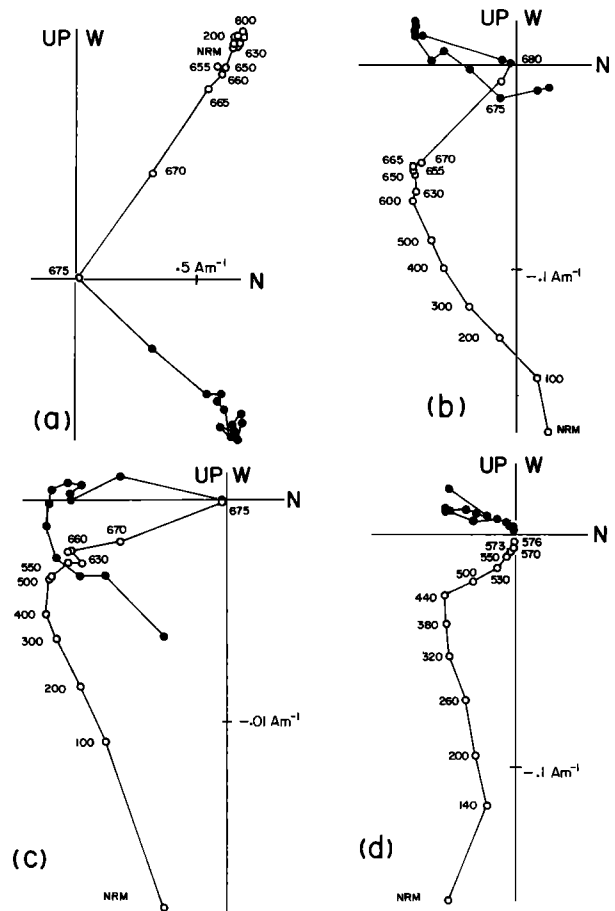 UP W
600
200
NRM
630
655
650
660
665
670
675
.5 Am⁻¹
N
(a)
UP W
680
N
675
665
670
650
655
600
630
500
400
.1 Am⁻¹
300
200
100
(b)
NRM
UP W
N
675
670
660
630
550
500
400
300
200
.01 Am⁻¹
100
(c)
NRM
UP W
N
573
576
550
570
530
500
440
380
320
260
200
.1 Am⁻¹
140
(d)
NRM